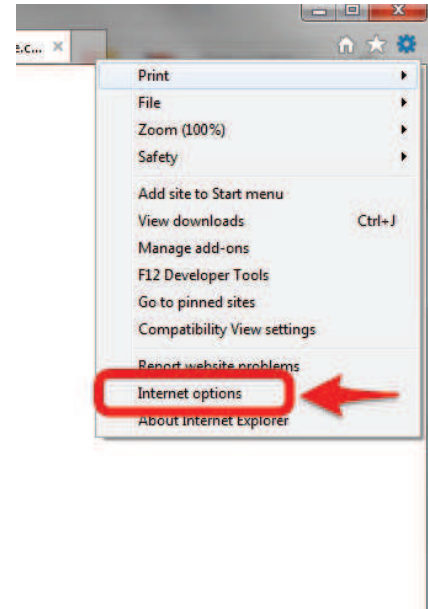 e.c...
Print
File
Zoom (100%)
Safety
Add site to Start menu
View downloads Ctrl+J
Manage add-ons
F12 Developer Tools
Go to pinned sites
Compatibility View settings
Report website problems
Internet options
About Internet Explorer